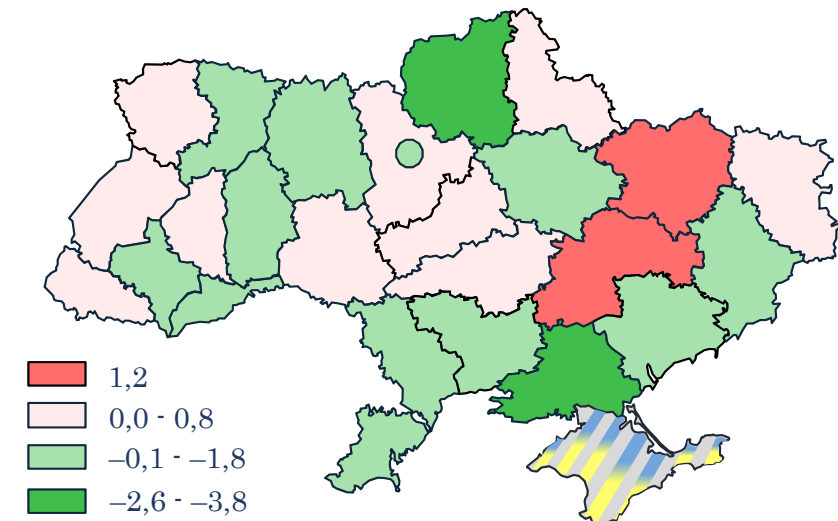 1,2
0,0 - 0,8
–0,1 - –1,8
–2,6 - –3,8